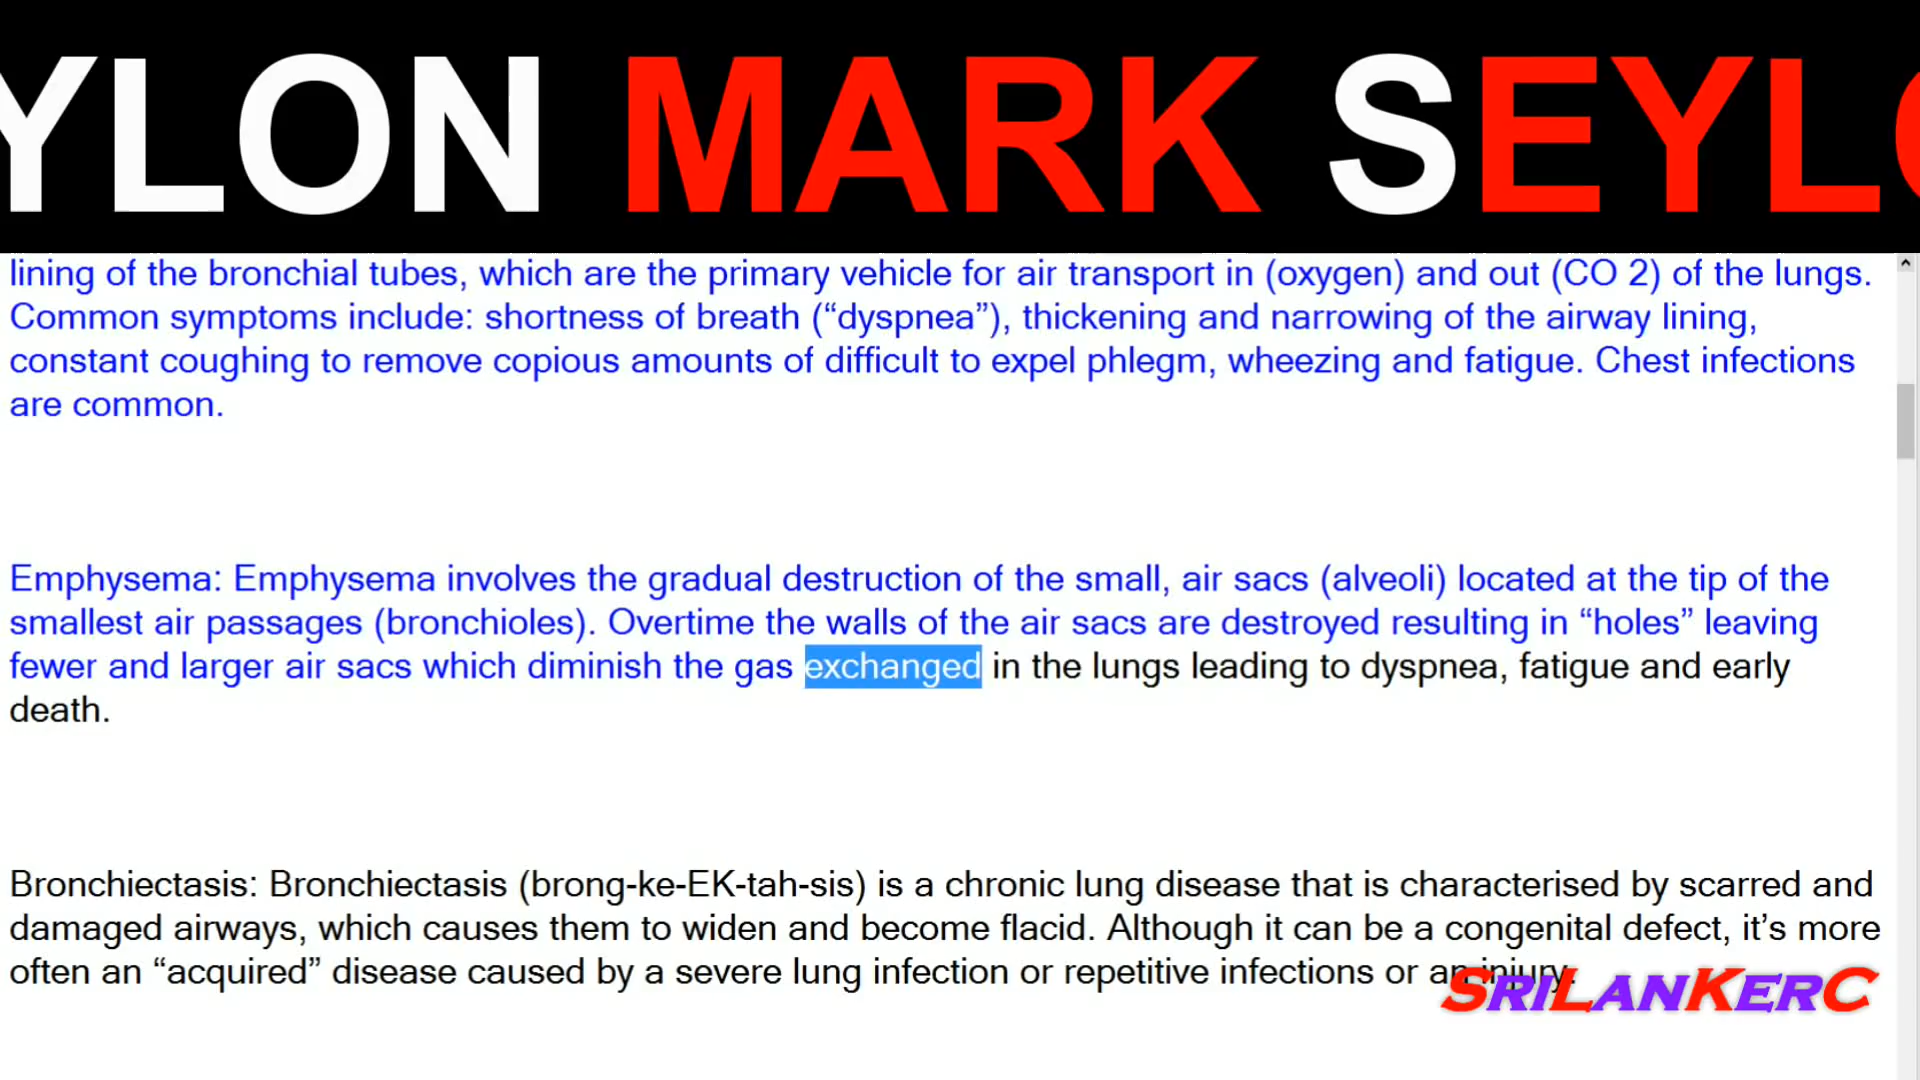 YLON MARK SEYLO
lining of the bronchial tubes, which are the primary vehicle for air transport in (oxygen) and out (CO 2) of the lungs.
Common symptoms include: shortness of breath (“dyspnea”), thickening and narrowing of the airway lining,
constant coughing to remove copious amounts of difficult to expel phlegm, wheezing and fatigue. Chest infections
are common.
Emphysema: Emphysema involves the gradual destruction of the small, air sacs (alveoli) located at the tip of the
smallest air passages (bronchioles). Overtime the walls of the air sacs are destroyed resulting in “holes” leaving
fewer and larger air sacs which diminish the gas exchanged in the lungs leading to dyspnea, fatigue and early
death.
Bronchiectasis: Bronchiectasis (brong-ke-EK-tah-sis) is a chronic lung disease that is characterised by scarred and
damaged airways, which causes them to widen and become flacid. Although it can be a congenital defect, it’s more
often an “acquired” disease caused by a severe lung infection or repetitive infections or an injury.
SRILANKERC